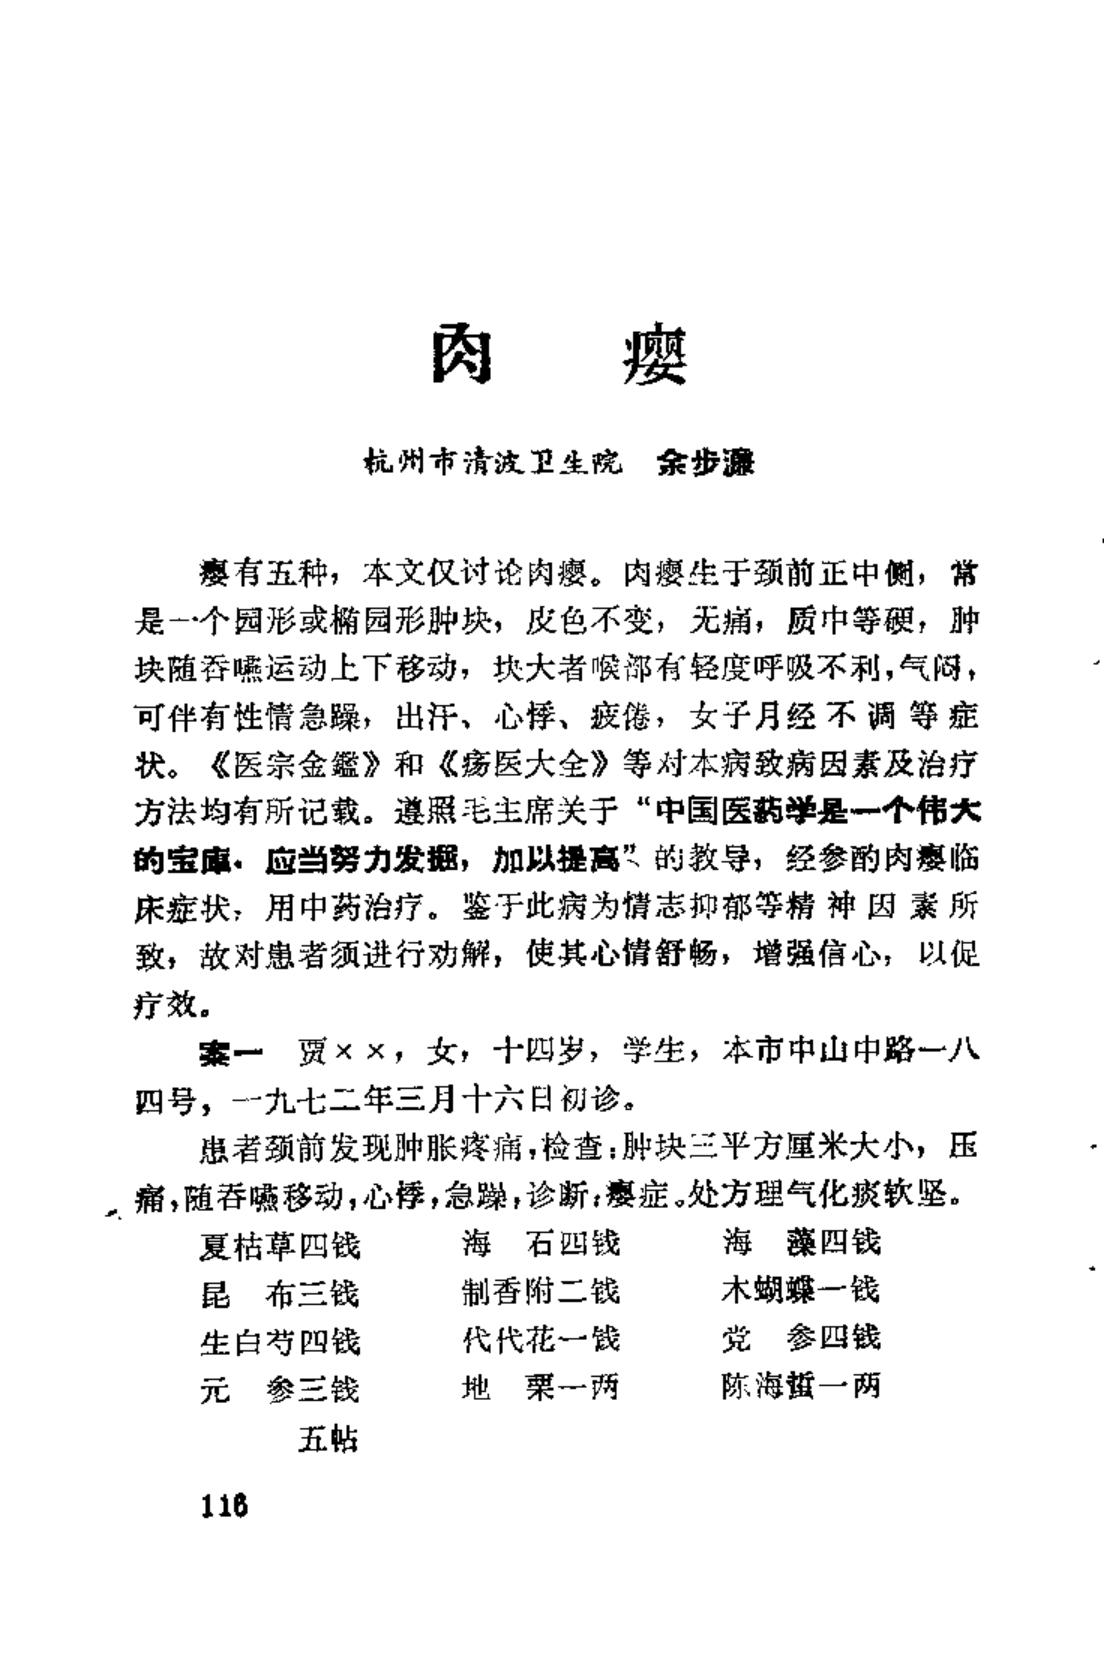 肉 瘿
杭州市清波卫生院 余步濂
瘿有五种，本文仅讨论肉瘿。肉瘿生于颈前正中侧，常
是一个园形或椭园形肿块，皮色不变，无痛，质中等硬，肿
块随吞嚥运动上下移动，块大者喉部有轻度呼吸不利，气闷，
可伴有性情急躁，出汗、心悸、疲倦，女子月经不调等症
状。《医宗金鑑》和《疡医大全》等对本病致病因素及治疗
方法均有所记载。遵照毛主席关于“中国医药学是一个伟大
的宝库，应当努力发掘，加以提高”的教导，经参酌肉瘿临
床症状，用中药治疗。鉴于此病为情志抑郁等精神因素所
致，故对患者须进行劝解，使其心情舒畅，增强信心，以促
疗效。
案一 贾××，女，十四岁，学生，本市中山中路一八
四号，一九七二年三月十六日初诊。
患者颈前发现肿胀疼痛，检查：肿块三平方厘米大小，压
痛，随吞嚥移动，心悸，急躁，诊断：瘿症。处方理气化痰软坚。
夏枯草四钱 海 石四钱 海 藻四钱
昆 布三钱 制香附二钱 木蝴蝶一钱
生白芍四钱 代代花一钱 党 参四钱
元 参三钱 地 栗一两 陈海蜇一两
五帖
116